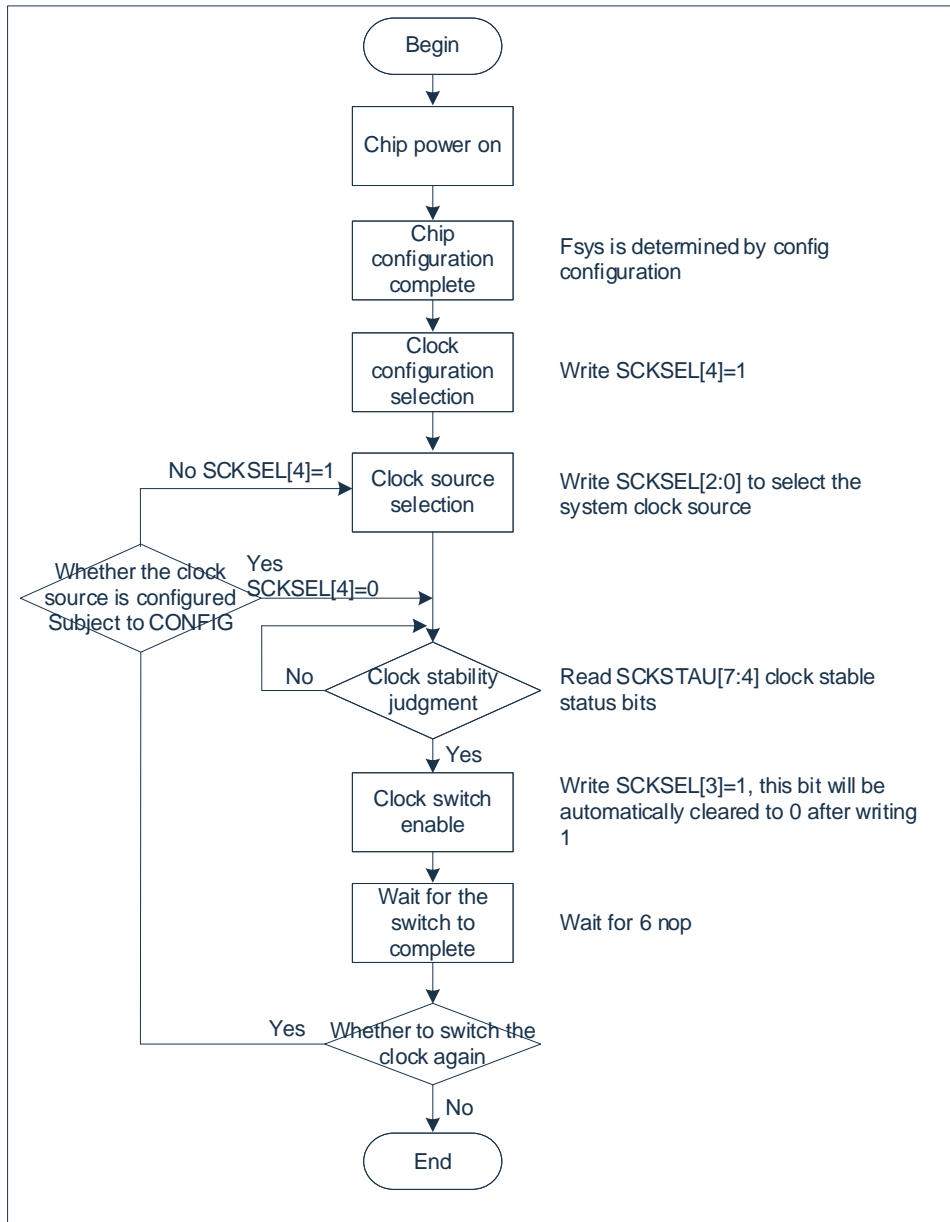 Begin
Chip power on
Chip
configuration
complete
Fsys is determined by config
configuration
Clock
configuration
selection
Write SCKSEL[4]=1
No SCKSEL[4]=1
Clock source
selection
Write SCKSEL[2:0] to select the
system clock source
Whether the clock
source is configured
Subject to CONFIG
Yes
SCKSEL[4]=0
No
Clock stability
judgment
Read SCKSTAU[7:4] clock stable
status bits
Yes
Clock switch
enable
Write SCKSEL[3]=1, this bit will be
automatically cleared to 0 after writing
1
Wait for the
switch to
complete
Wait for 6 nop
Yes
Whether to switch the
clock again
No
End